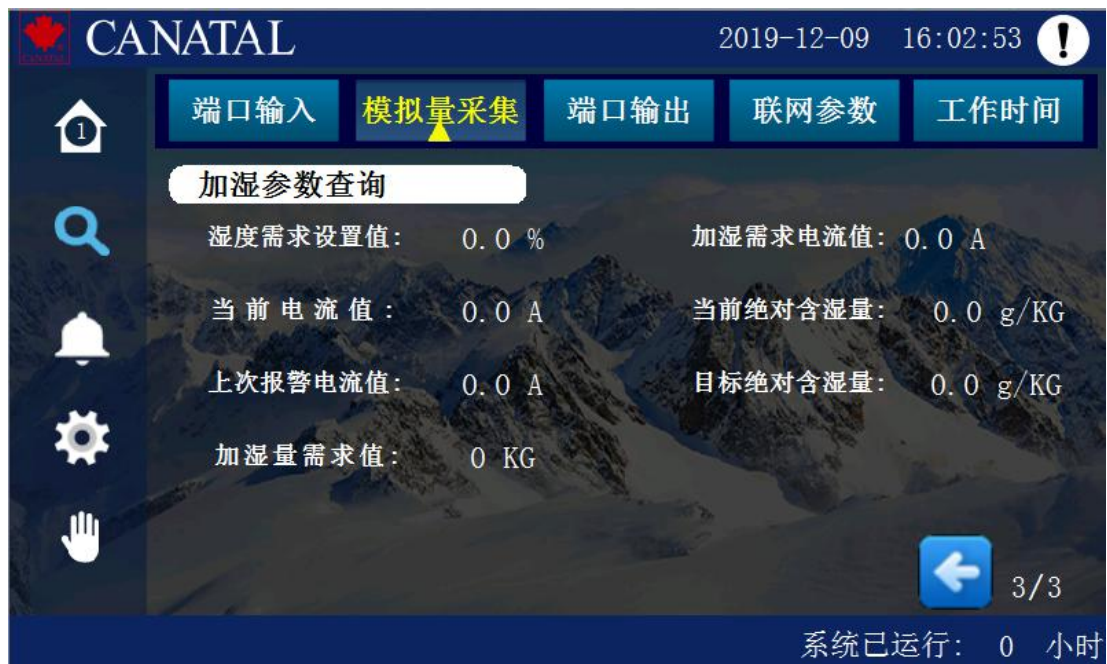 CANATAL 2019-12-09 16:02:53
端口输入 模拟量采集 端口输出 联网参数 工作时间
1
加湿参数查询
湿度需求设置值: 0.0 % 加湿需求电流值: 0.0 A
当前电流值: 0.0 A 当前绝对含湿量: 0.0 g/KG
上次报警电流值: 0.0 A 目标绝对含湿量: 0.0 g/KG
加湿量需求值: 0 KG
3/3
系统已运行: 0 小时